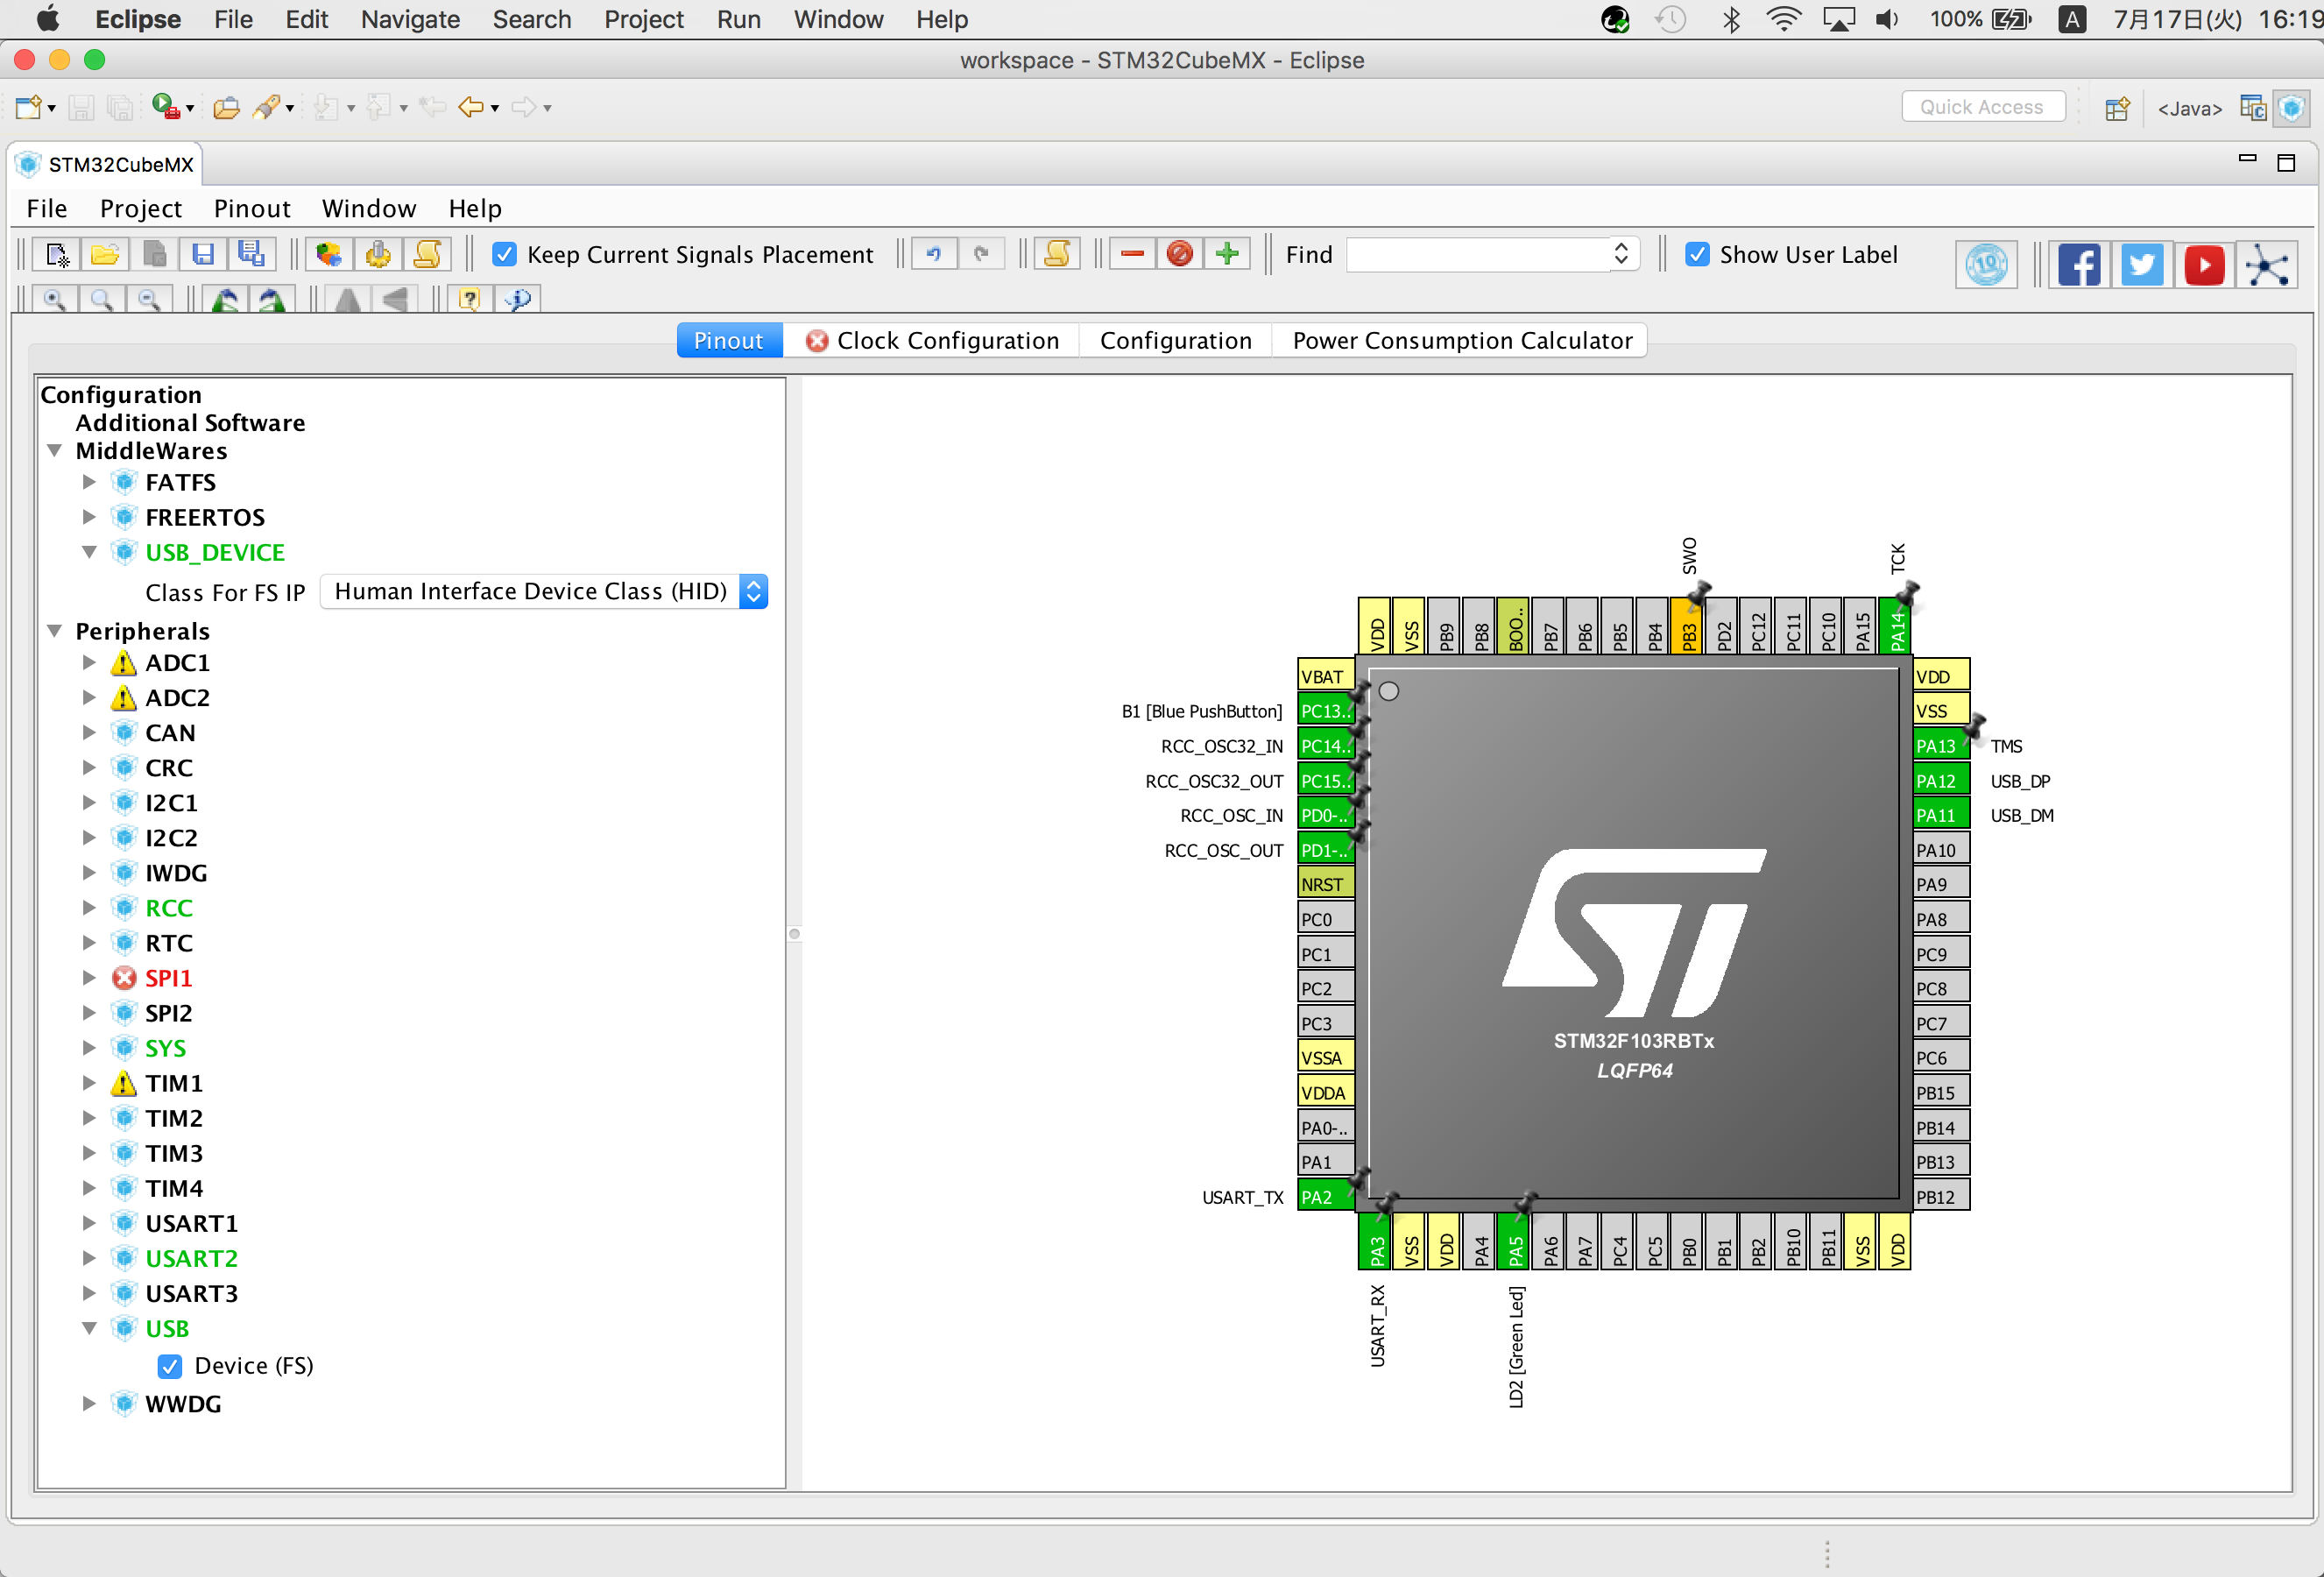 Eclipse File Edit Navigate Search Project Run Window Help 100% A 7月17日(火) 16:19
workspace - STM32CubeMX - Eclipse
Quick Access <Java>
STM32CubeMX
File Project Pinout Window Help
Keep Current Signals Placement Find Show User Label
Pinout Clock Configuration Configuration Power Consumption Calculator
Configuration
Additional Software
MiddleWares
FATFS
FREERTOS
USB_DEVICE
Class For FS IP Human Interface Device Class (HID)
Peripherals
ADC1
ADC2
CAN
CRC
I2C1
I2C2
IWDG
RCC
RTC
SPI1
SPI2
SYS
TIM1
TIM2
TIM3
TIM4
USART1
USART2
USART3
USB
Device (FS)
WWDG
SWO TCK
VDD VSS PB9 PB8 BOO.. PB7 PB6 PB5 PB4 PB3 PD2 PC12 PC11 PC10 PA15 PA14
VBAT VDD
B1 [Blue PushButton] PC13.. VSS
RCC_OSC32_IN PC14.. PA13 TMS
RCC_OSC32_OUT PC15.. PA12 USB_DP
RCC_OSC_IN PD0-.. PA11 USB_DM
RCC_OSC_OUT PD1-.. PA10
NRST PA9
PC0 PA8
PC1 PC9
PC2 PC8
PC3 PC7
VSSA PC6
VDDA PB15
PA0-.. PB14
PA1 PB13
USART_TX PA2 PB12
ST
STM32F103RBTx
LQFP64
PA3 VSS VDD PA4 PA5 PA6 PA7 PC4 PC5 PB0 PB1 PB2 PB10 PB11 VSS VDD
USART_RX LD2 [Green Led]